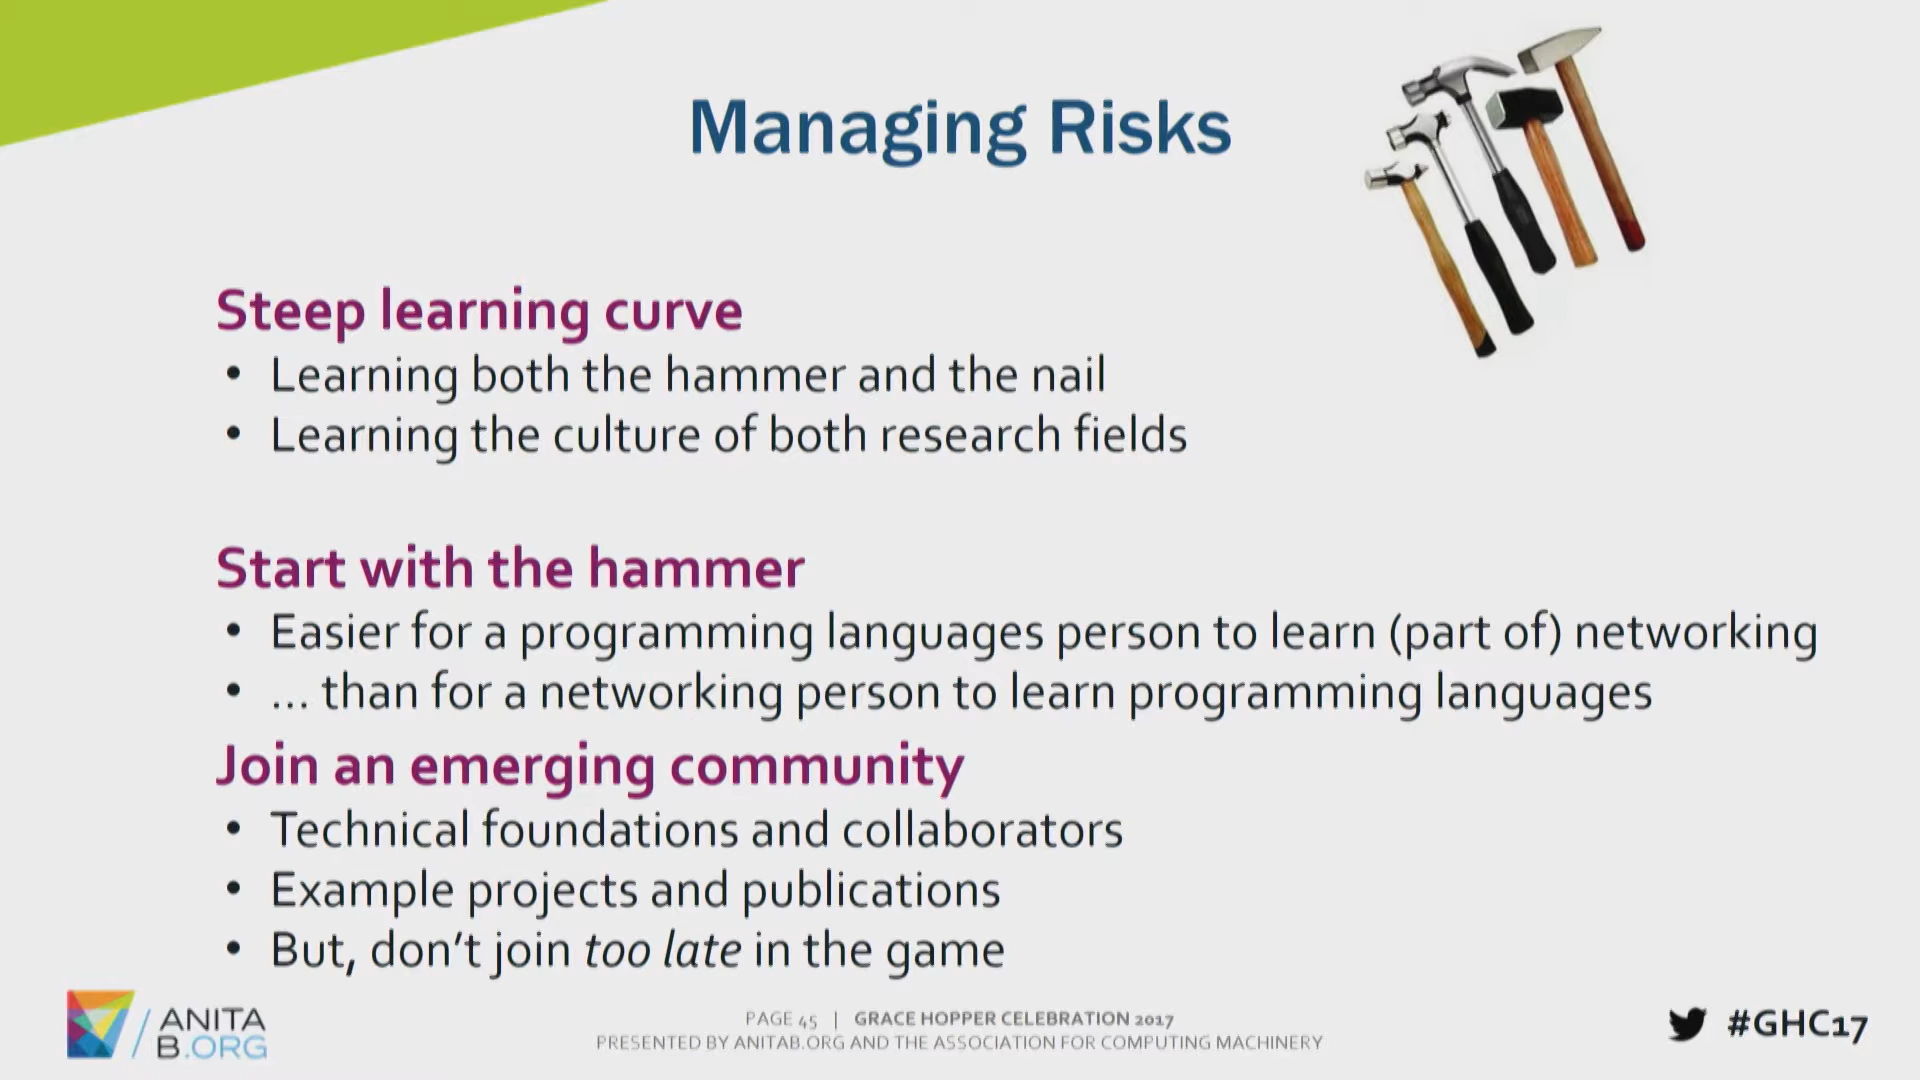 Managing Risks
Steep learning curve
• Learning both the hammer and the nail
• Learning the culture of both research fields
Start with the hammer
• Easier for a programming languages person to learn (part of) networking
• … than for a networking person to learn programming languages
Join an emerging community
• Technical foundations and collaborators
• Example projects and publications
• But, don’t join too late in the game
ANITA
B.ORG
PAGE 45 | GRACE HOPPER CELEBRATION 2017
PRESENTED BY ANITAB.ORG AND THE ASSOCIATION FOR COMPUTING MACHINERY
#GHC17